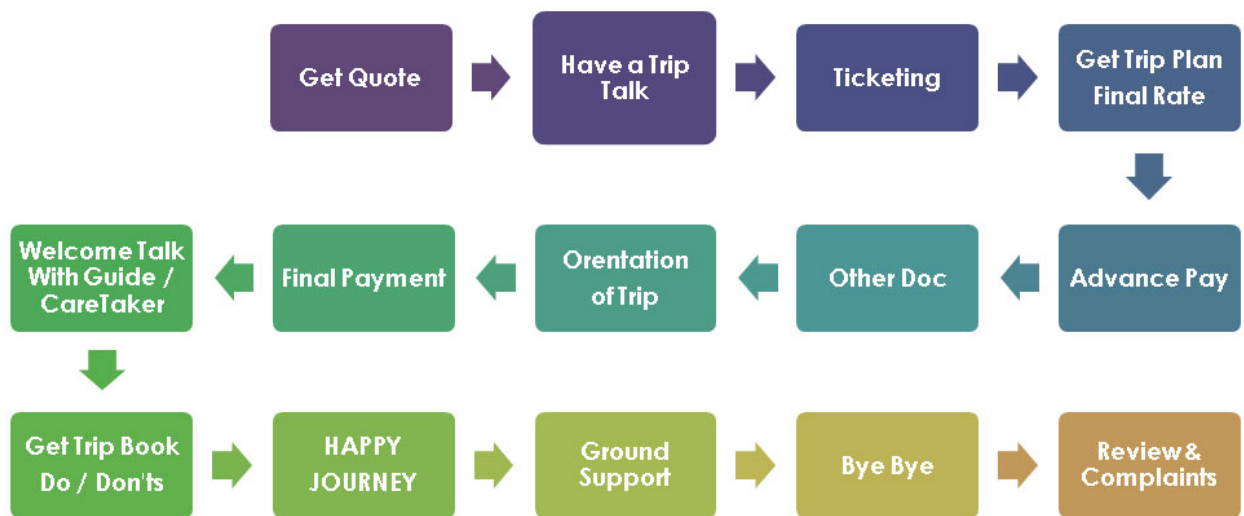 Get Quote
Have a Trip
Talk
Ticketing
Get Trip Plan
Final Rate
Advance Pay
Other Doc
Orentation
of Trip
Final Payment
Welcome Talk
With Guide /
CareTaker
Get Trip Book
Do / Don'ts
HAPPY
JOURNEY
Ground
Support
Bye Bye
Review &
Complaints